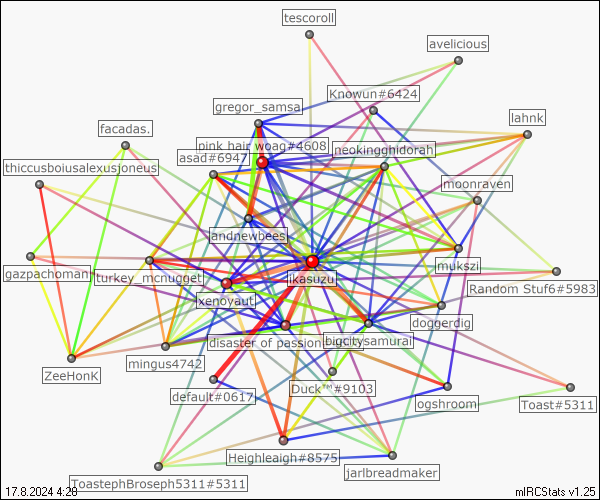 tescoroll
avelicious
Knowun#6424
gregor_samsa
lahnk
facadas.
pink hair woag#4608
neokingghidorah
asad#6947
thiccusboiusalexusjoneus
moonraven
landnewbees
mukszi
gazpachoman
turkey_mcnugget
ikasuzu
Random Stuf6#5983
xenoyaut
doggerdig
disaster of passion
bigcitysamurai
mingus4742
ZeeHonK
default#0617
Duck™#9103
ogshroom
Toast#5311
Heighleaigh#8575
jarlbreadmaker
ToastephBroseph5311#5311
17.8.2024 4:28
mIRCStats v1.25